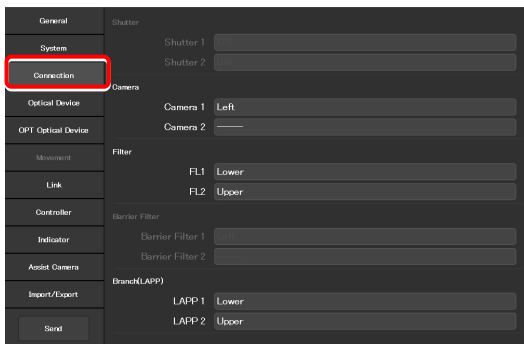 General
System
Connection
Optical Device
OPT Optical Device
Movement
Link
Controller
Indicator
Assist Camera
Import/Export
Send
Shutter
Shutter 1
Shutter 2
Camera
Camera 1 Left
Camera 2 -----
Filter
FL1 Lower
FL2 Upper
Barrier Filter
Barrier Filter 1 Left
Barrier Filter 2
Branch(LAPP)
LAPP 1 Lower
LAPP 2 Upper